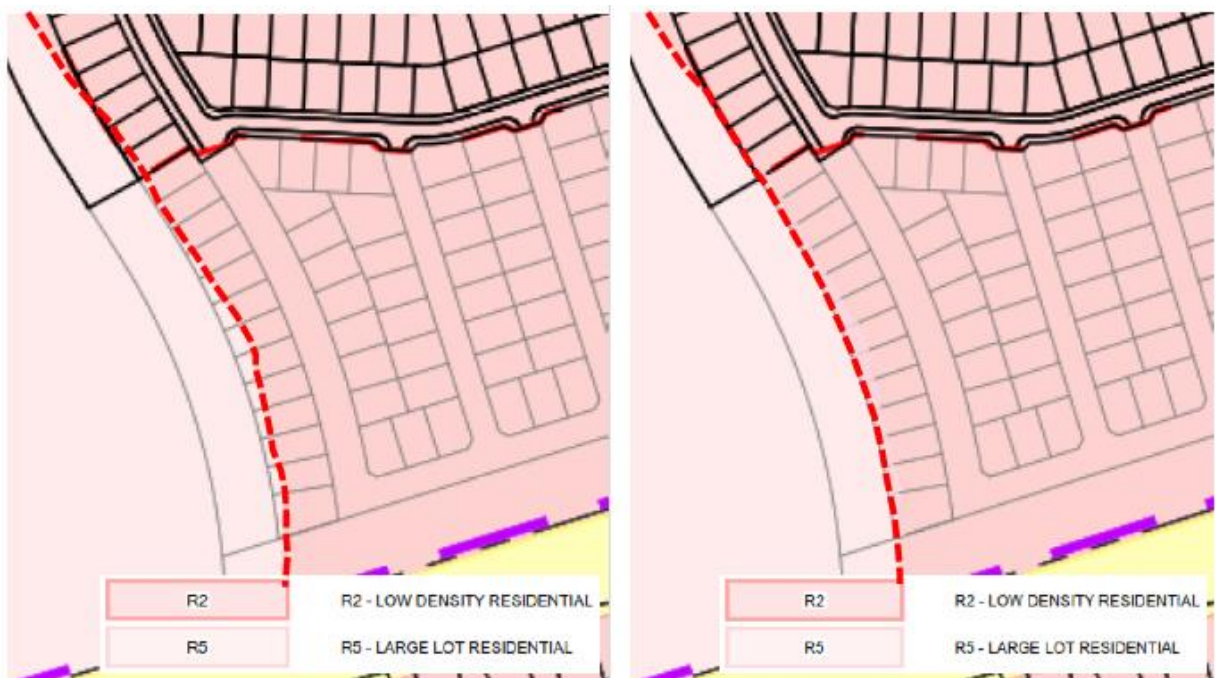 R2 R2 - LOW DENSITY RESIDENTIAL
R5 R5 - LARGE LOT RESIDENTIAL
R2 R2 - LOW DENSITY RESIDENTIAL
R5 R5 - LARGE LOT RESIDENTIAL